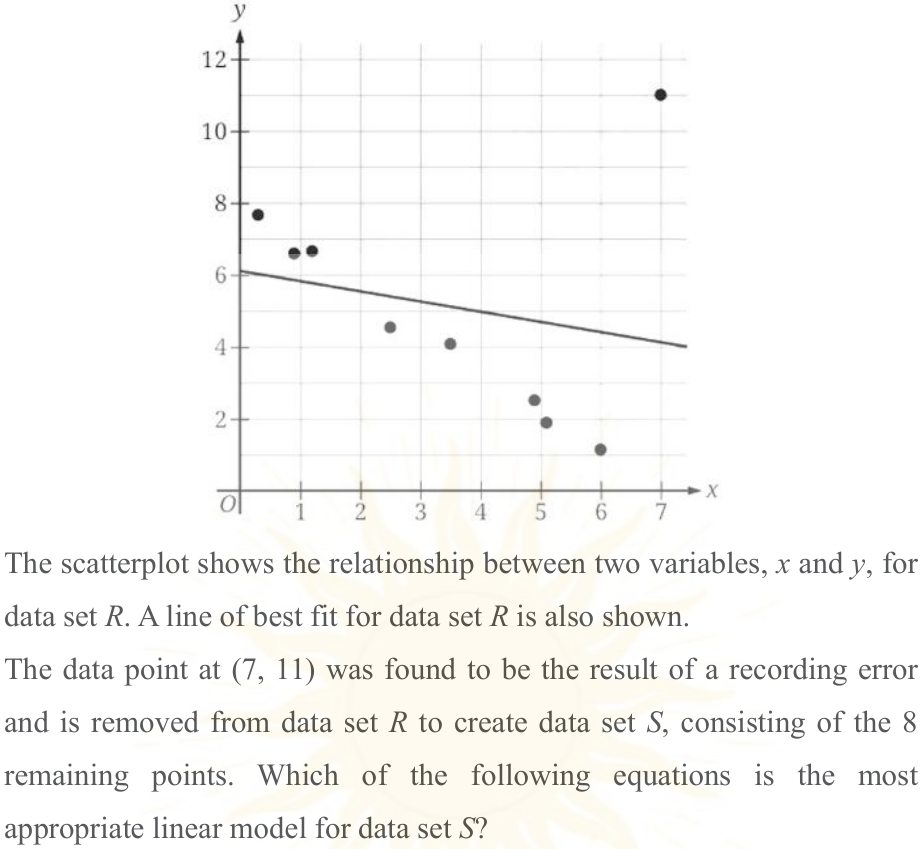 y
12
10
8
6
4
2
O
1 2 3 4 5 6 7 x
The scatterplot shows the relationship between two variables, x and y, for
data set R. A line of best fit for data set R is also shown.
The data point at (7, 11) was found to be the result of a recording error
and is removed from data set R to create data set S, consisting of the 8
remaining points. Which of the following equations is the most
appropriate linear model for data set S?